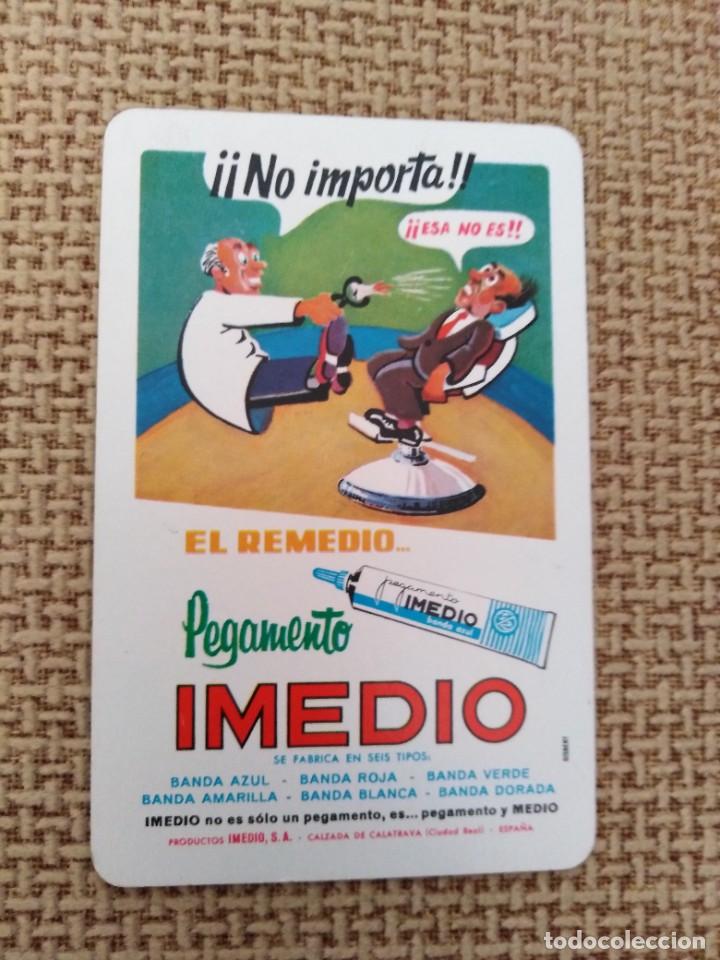 ¡¡No importa!!
¡¡ESA NO ES!!
EL REMEDIO...
pegamento
IMEDIO
banda azul
Pegamento
IMEDIO
SE FABRICA EN SEIS TIPOS:
BANDA AZUL - BANDA ROJA - BANDA VERDE
BANDA AMARILLA - BANDA BLANCA - BANDA DORADA
IMEDIO no es sólo un pegamento, es... pegamento y MEDIO
PRODUCTOS IMEDIO, S.A. - CALZADA DE CALATRAVA (Ciudad Real) - ESPAÑA
GISBERT
todocoleccion